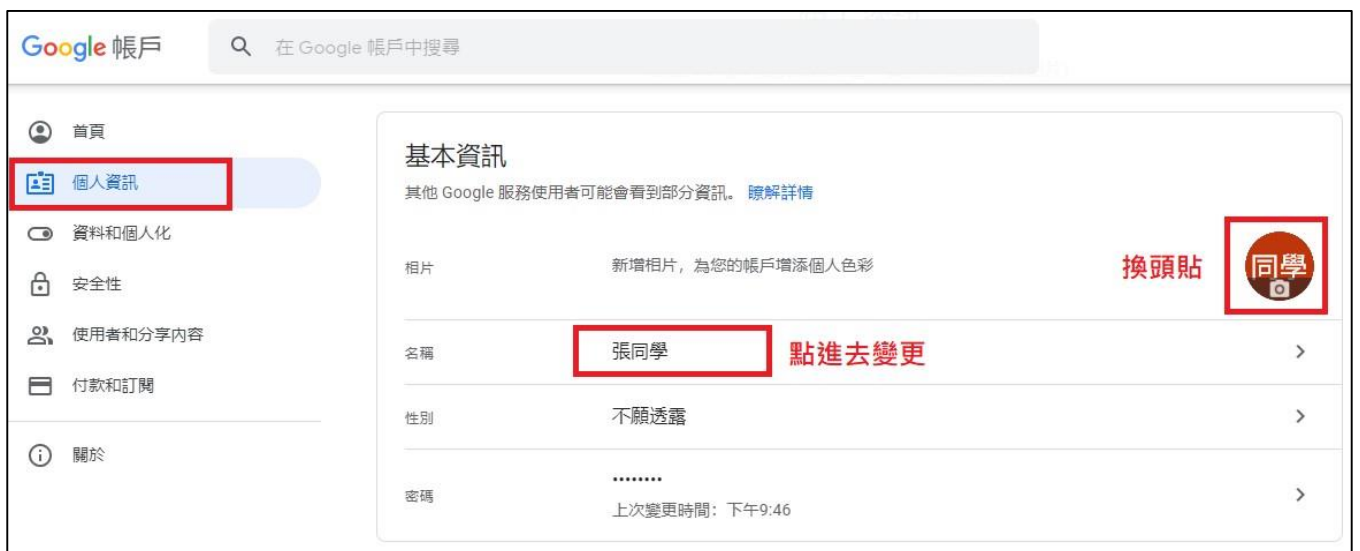 Google 帳戶
在 Google 帳戶中搜尋
首頁
個人資訊
資料和個人化
安全性
使用者和分享內容
付款和訂閱
關於
基本資訊
其他 Google 服務使用者可能會看到部分資訊。 瞭解詳情
相片 新增相片，為您的帳戶增添個人色彩 換頭貼 同學
名稱 張同學 點進去變更
性別 不願透露
密碼 ••••••••
上次變更時間：下午9:46